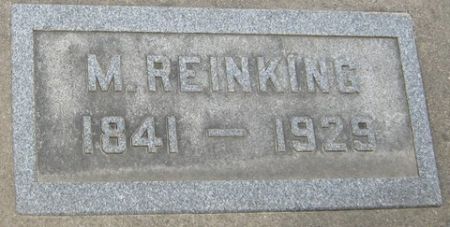 M. REINKING
1841 — 1929